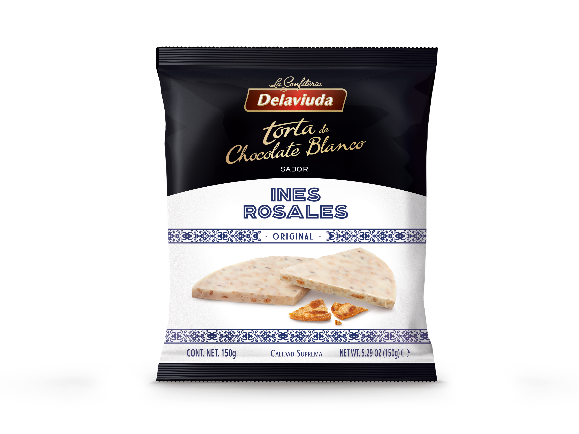 La Confitería
Delaviuda
Torta de
Chocolate Blanco
SABOR
INES
ROSALES
· ORIGINAL ·
CONT. NET. 150g
CALIDAD SUPREMA
NET WT. 5.29 OZ (150g) ℮